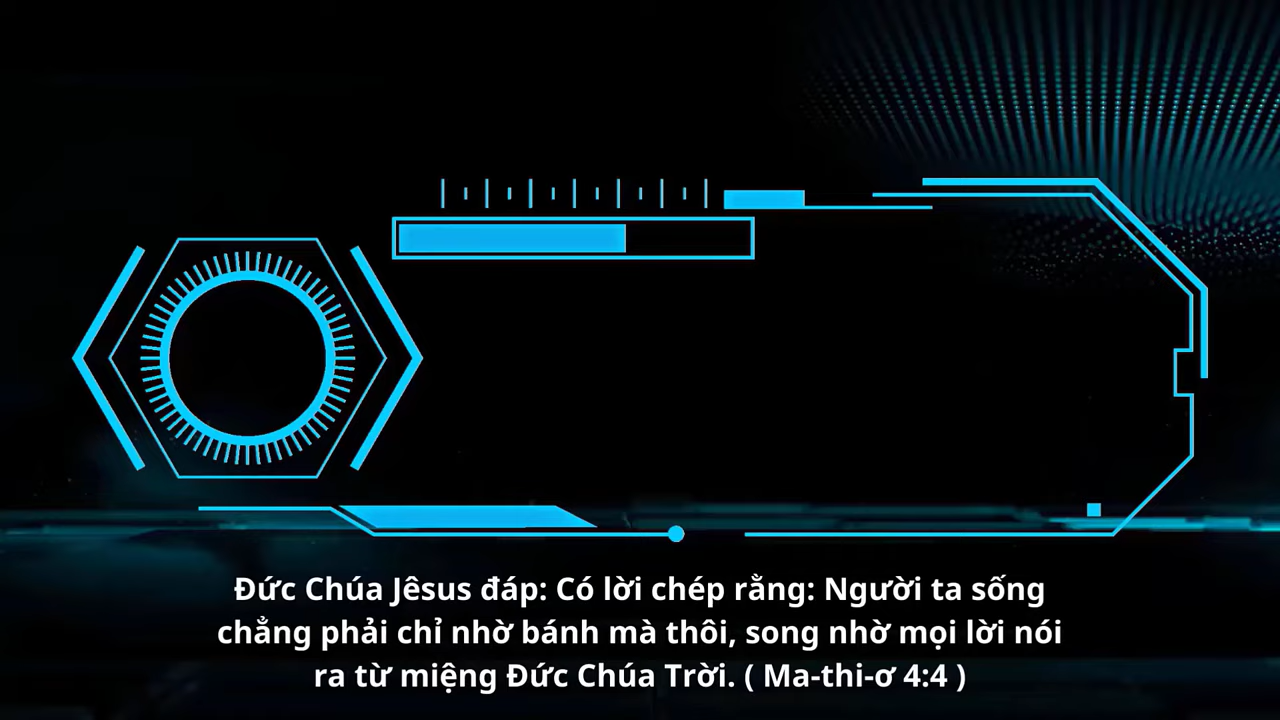 Đức Chúa Jêsus đáp: Có lời chép rằng: Người ta sống
chẳng phải chỉ nhờ bánh mà thôi, song nhờ mọi lời nói
ra từ miệng Đức Chúa Trời. ( Ma-thi-ơ 4:4 )